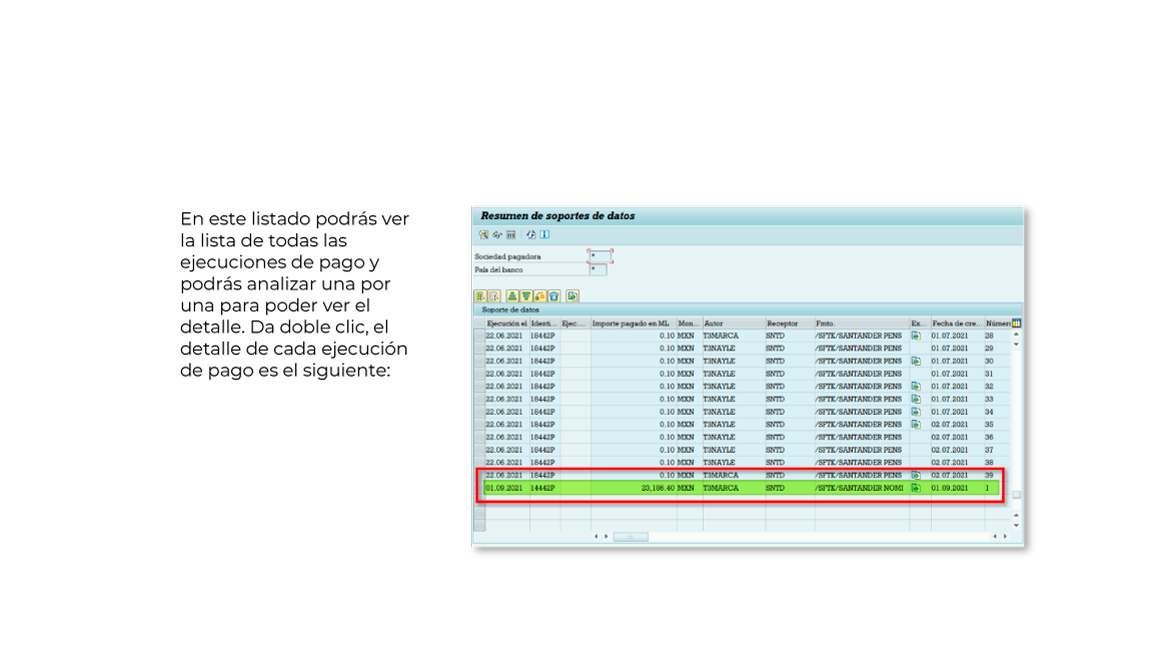 En este listado podrás ver
la lista de todas las
ejecuciones de pago y
podrás analizar una por
una para poder ver el
detalle. Da doble clic, el
detalle de cada ejecución
de pago es el siguiente:
Resumen de soportes de datos
Sociedad pagadora *
País del banco *
Soporte de datos
Ejecución el Identi... Ejec.... Importe pagado en ML Mon... Autor Receptor Fmto. Ex... Fecha de cre... Númer
22.06.2021 18442P 0.10 MXN T3MARCA SNTD /SFTK/SANTANDER PENS 01.07.2021 28
22.06.2021 18442P 0.10 MXN T3NAYLE SNTD /SFTK/SANTANDER PENS 01.07.2021 29
22.06.2021 18442P 0.10 MXN T3NAYLE SNTD /SFTK/SANTANDER PENS 01.07.2021 30
22.06.2021 18442P 0.10 MXN T3NAYLE SNTD /SFTK/SANTANDER PENS 01.07.2021 31
22.06.2021 18442P 0.10 MXN T3NAYLE SNTD /SFTK/SANTANDER PENS 01.07.2021 32
22.06.2021 18442P 0.10 MXN T3NAYLE SNTD /SFTK/SANTANDER PENS 01.07.2021 33
22.06.2021 18442P 0.10 MXN T3NAYLE SNTD /SFTK/SANTANDER PENS 01.07.2021 34
22.06.2021 18442P 0.10 MXN T3NAYLE SNTD /SFTK/SANTANDER PENS 02.07.2021 35
22.06.2021 18442P 0.10 MXN T3NAYLE SNTD /SFTK/SANTANDER PENS 02.07.2021 36
22.06.2021 18442P 0.10 MXN T3NAYLE SNTD /SFTK/SANTANDER PENS 02.07.2021 37
22.06.2021 18442P 0.10 MXN T3NAYLE SNTD /SFTK/SANTANDER PENS 02.07.2021 38
22.06.2021 18442P 0.10 MXN T3MARCA SNTD /SFTK/SANTANDER PENS 02.07.2021 39
01.09.2021 14442P 23,186.40 MXN T3MARCA SNTD /SFTK/SANTANDER NOMI 01.09.2021 1